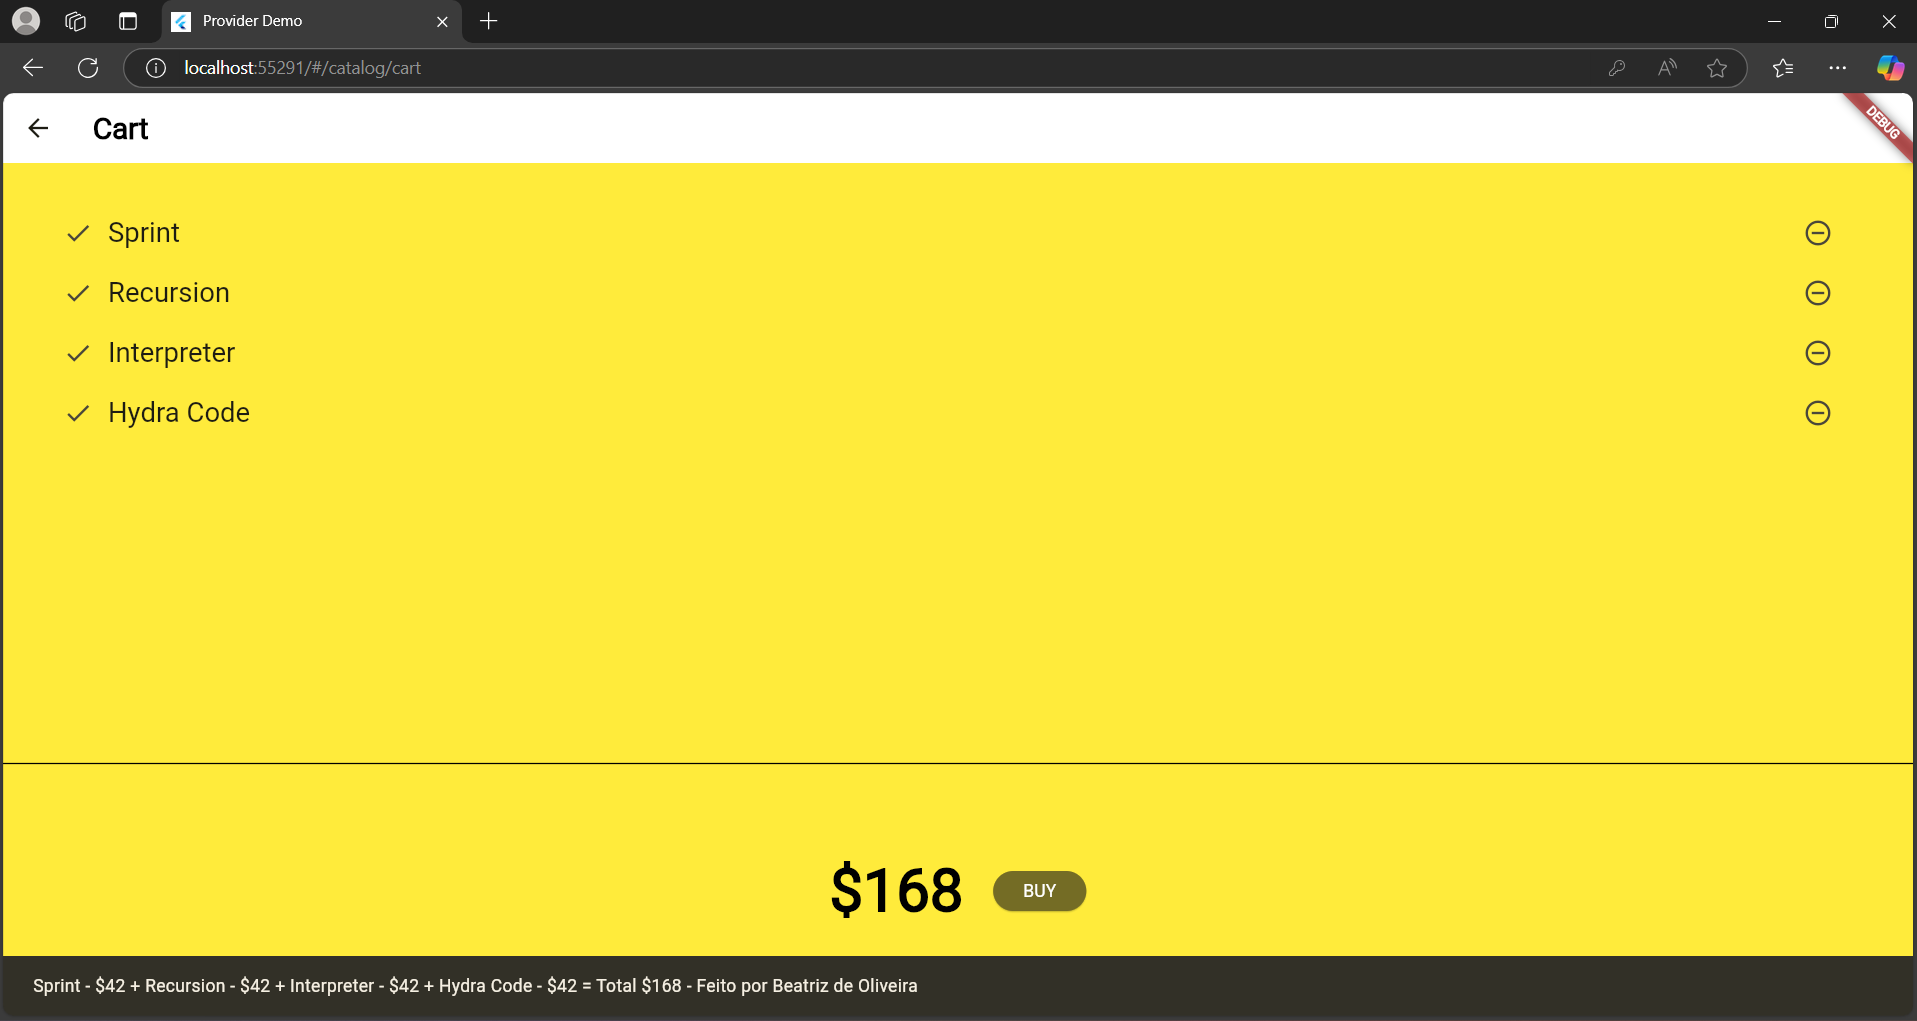 Provider Demo
localhost:55291/#/catalog/cart
Cart
DEBUG
Sprint
Recursion
Interpreter
Hydra Code
$168 BUY
Sprint - $42 + Recursion - $42 + Interpreter - $42 + Hydra Code - $42 = Total $168 - Feito por Beatriz de Oliveira